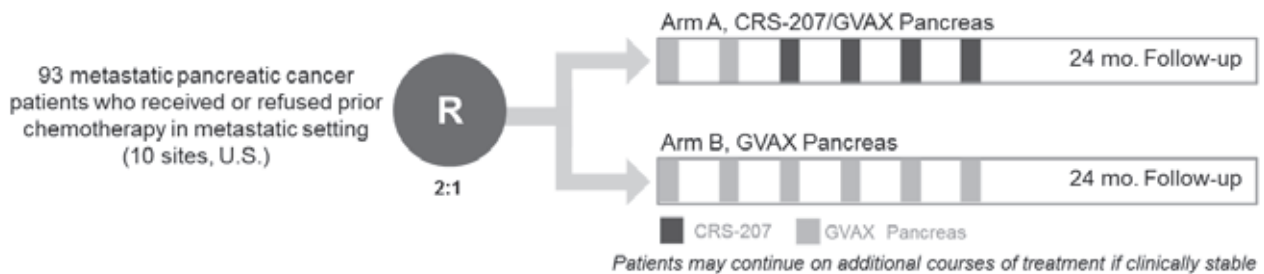 93 metastatic pancreatic cancer
patients who received or refused prior
chemotherapy in metastatic setting
(10 sites, U.S.)
R
2:1
Arm A, CRS-207/GVAX Pancreas
24 mo. Follow-up
Arm B, GVAX Pancreas
24 mo. Follow-up
CRS-207 GVAX Pancreas
Patients may continue on additional courses of treatment if clinically stable